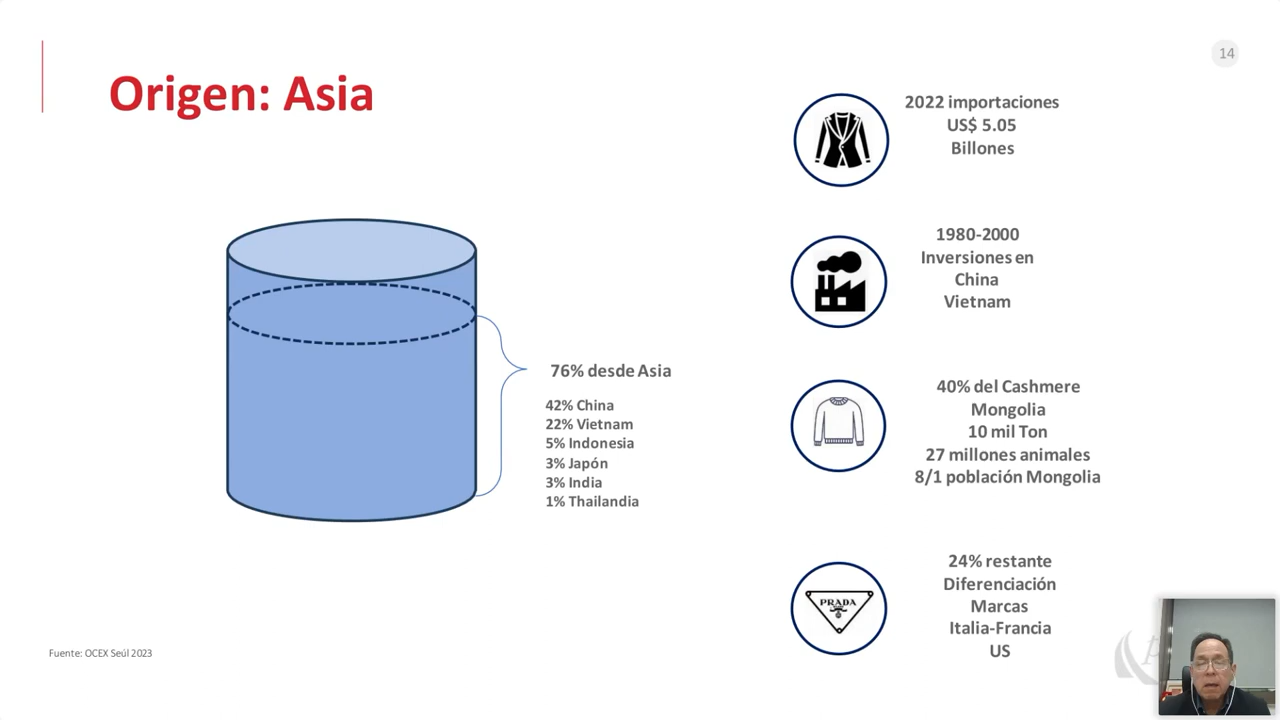 14
Origen: Asia
2022 importaciones
US$ 5.05
Billones
1980-2000
Inversiones en
China
Vietnam
76% desde Asia
42% China
22% Vietnam
5% Indonesia
3% Japón
3% India
1% Thailandia
40% del Cashmere
Mongolia
10 mil Ton
27 millones animales
8/1 población Mongolia
PRADA
24% restante
Diferenciación
Marcas
Italia-Francia
US
Fuente: OCEX Seúl 2023